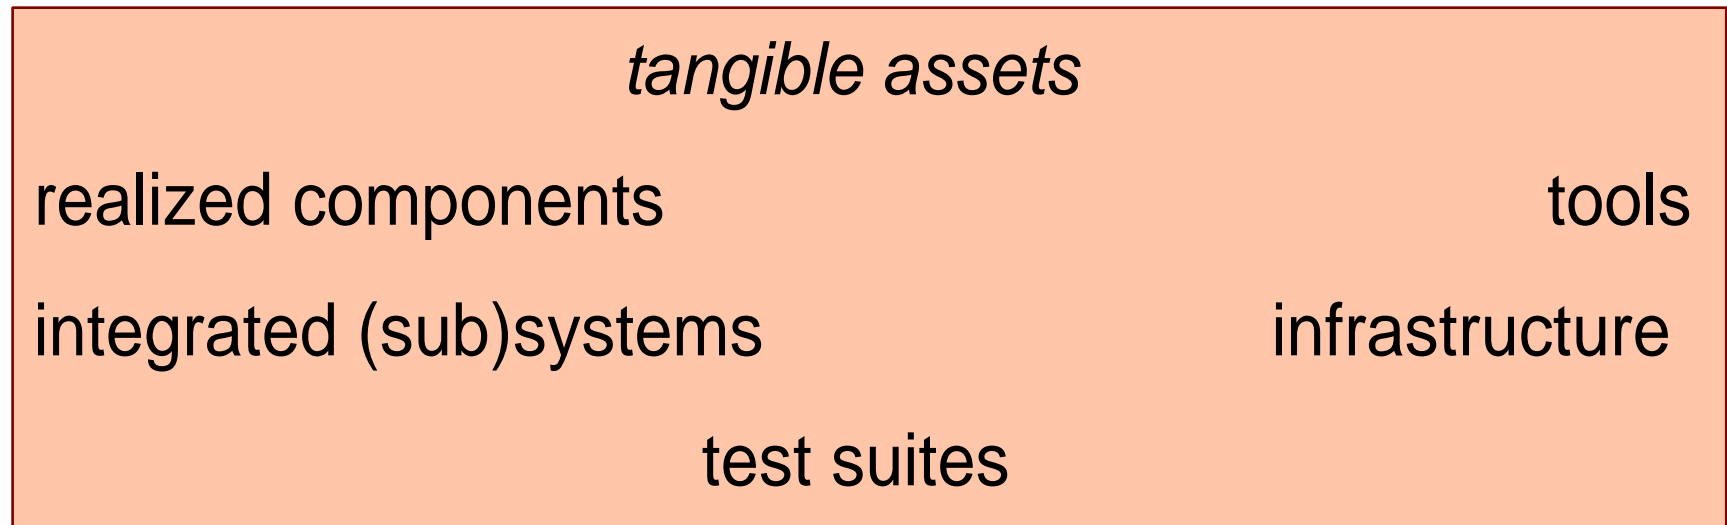 tangible assets
realized components tools
integrated (sub)systems infrastructure
test suites